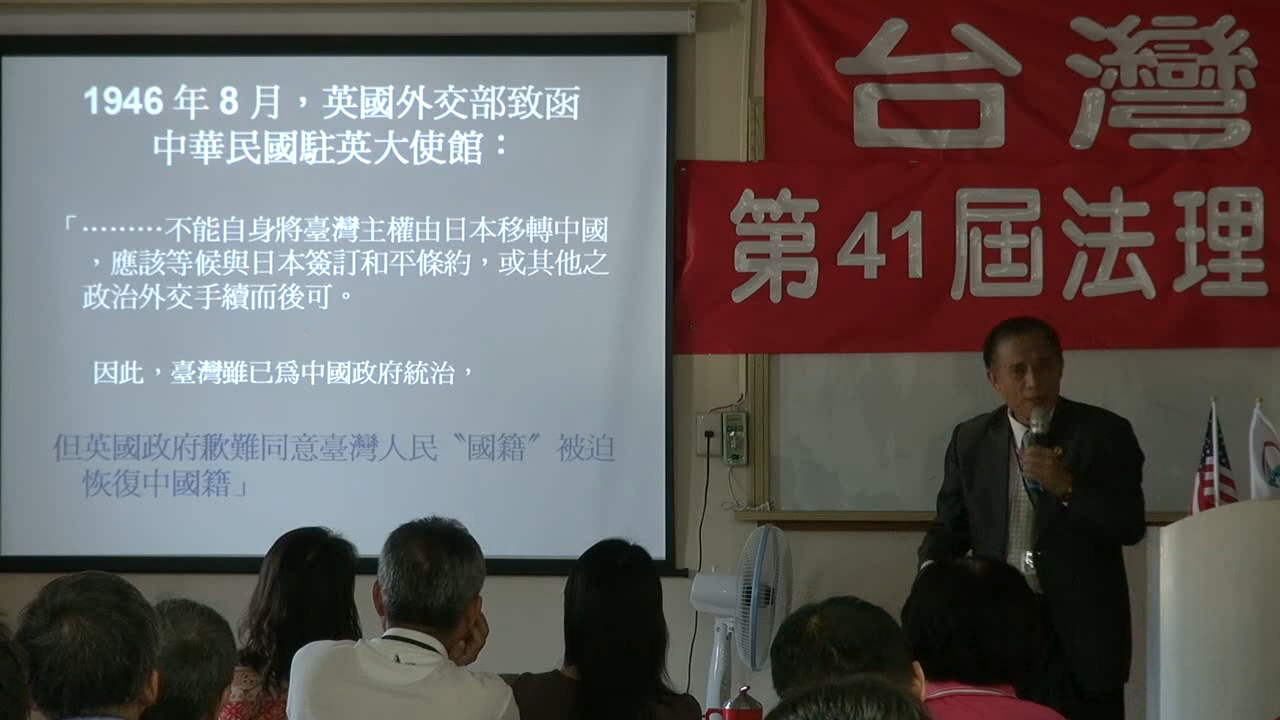 1946 年 8 月，英國外交部致函
中華民國駐英大使館：
「………不能自身將臺灣主權由日本移轉中國
，應該等候與日本簽訂和平條約，或其他之
政治外交手續而後可。
因此，臺灣雖已爲中國政府統治，
但英國政府歉難同意臺灣人民〝國籍〞被迫
恢復中國籍」
台灣
第41屆法理